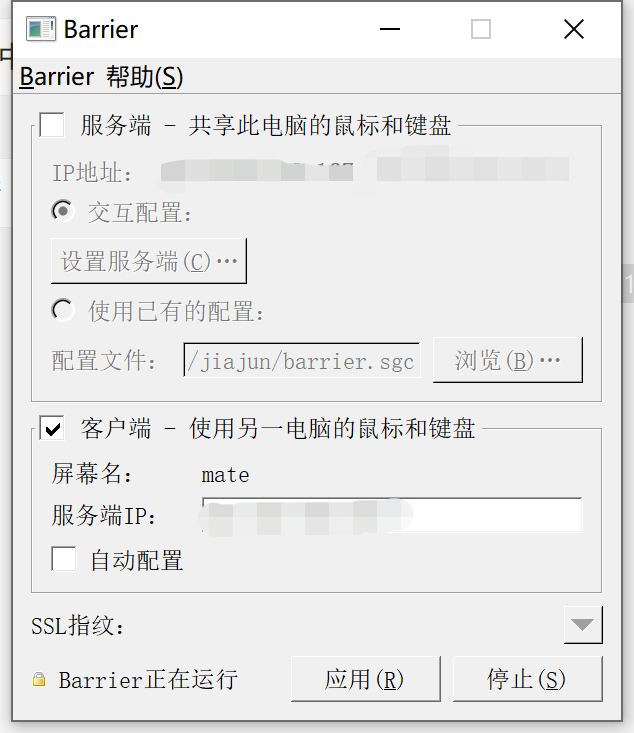 Barrier
Barrier 帮助(S)
服务端 - 共享此电脑的鼠标和键盘
IP地址:
交互配置:
设置服务端(C)…
使用已有的配置:
配置文件: /jiajun/barrier.sgc 浏览(B)…
客户端 - 使用另一电脑的鼠标和键盘
屏幕名: mate
服务端IP:
自动配置
SSL指纹:
Barrier正在运行 应用(R) 停止(S)